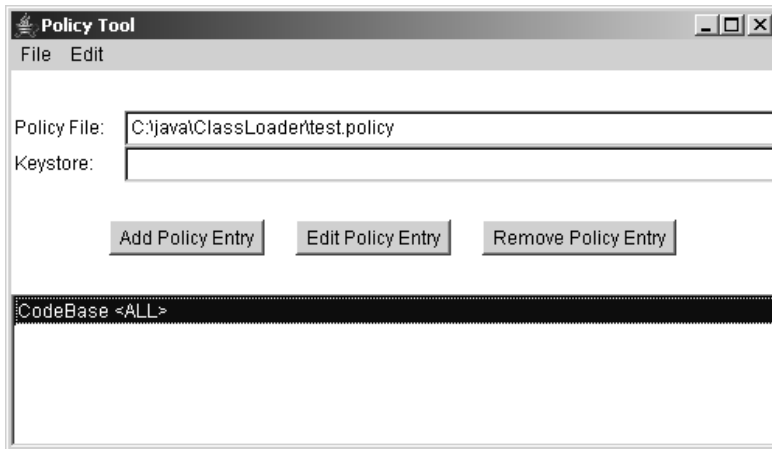 Policy Tool
File Edit
Policy File: C:\java\ClassLoader\test.policy
Keystore:
Add Policy Entry Edit Policy Entry Remove Policy Entry
CodeBase <ALL>